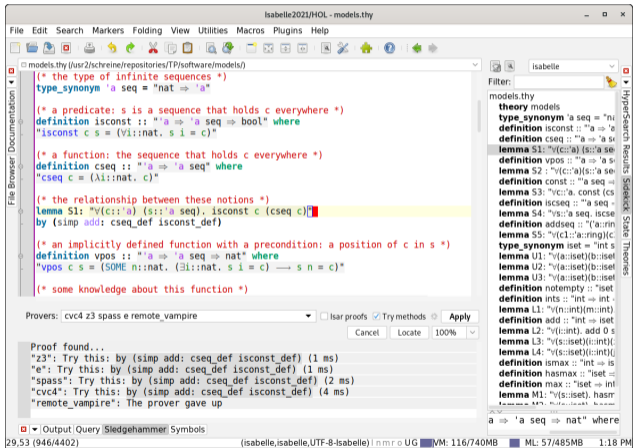 Isabelle2021/HOL - models.thy
File Edit Search Markers Folding View Utilities Macros Plugins Help
models.thy (/usr2/schreine/repositories/TP/software/models/)
(* the type of infinite sequences *)
type_synonym 'a seq = "nat ⇒ 'a"
(* a predicate: s is a sequence that holds c everywhere *)
definition isconst :: "'a ⇒ 'a seq ⇒ bool" where
"isconst c s = (∀i::nat. s i = c)"
(* a function: the sequence that holds c everywhere *)
definition cseq :: "'a ⇒ 'a seq" where
"cseq c = (λi::nat. c)"
(* the relationship between these notions *)
lemma S1: "∀(c::'a) (s::'a seq). isconst c (cseq c)"
by (simp add: cseq_def isconst_def)
(* an implicitly defined function with a precondition: a position of c in s *)
definition vpos :: "'a ⇒ 'a seq ⇒ nat" where
"vpos c s = (SOME n::nat. (∃i::nat. s i = c) ⟶ s n = c)"
(* some knowledge about this function *)
File Browser Documentation
isabelle
Filter:
models.thy
theory models
type_synonym 'a seq = "na
definition isconst :: "'a ⇒ 'a
definition cseq :: "'a ⇒ 'a se
lemma S1: "∀(c::'a) (s::'a se
definition vpos :: "'a ⇒ 'a s
lemma S2 : "∀(c::'a)(s::'a se
definition const :: "'a seq ⇒
lemma S3: "∀c::'a. const (cs
definition iscseq :: "'a seq ⇒
lemma S4: "∀s::'a seq. iscse
definition addseq :: "('a::rin
lemma S5: "∀(c1::'a::ring)(c
type_synonym iset = "int s
lemma U1: "∀(a::iset)(b::iset
lemma U2: "∀(a::iset)(b::iset
lemma U3: "∀(a::iset)(b::iset
definition notempty :: "iset
definition ints :: "int ⇒ int
lemma L1: "∀(n::int)(m::int).
definition add :: "int ⇒ iset
lemma L2: "∀(i::int). add 0 s
lemma L3: "∀(s::iset)(i::int)(
lemma L4: "∀(s::iset)(i::int)(j
definition ismax :: "int ⇒ is
definition hasmax :: "iset ⇒
definition max :: "iset ⇒ int
lemma M1: "∀(s::iset). hasm
HyperSearch Results Sidekick State Theories
Provers: cvc4 z3 spass e remote_vampire
Isar proofs Try methods Apply
Cancel Locate 100%
Proof found...
"z3": Try this: by (simp add: cseq_def isconst_def) (1 ms)
"e": Try this: by (simp add: cseq_def isconst_def) (1 ms)
"spass": Try this: by (simp add: cseq_def isconst_def) (2 ms)
"cvc4": Try this: by (simp add: cseq_def isconst_def) (4 ms)
"remote_vampire": The prover gave up
a ⇒ 'a seq ⇒ nat" where
Output Query Sledgehammer Symbols
29,53 (946/4402) (isabelle,isabelle,UTF-8-Isabelle) n m r o UG VM: 116/740MB ML: 57/485MB 1:18 PM